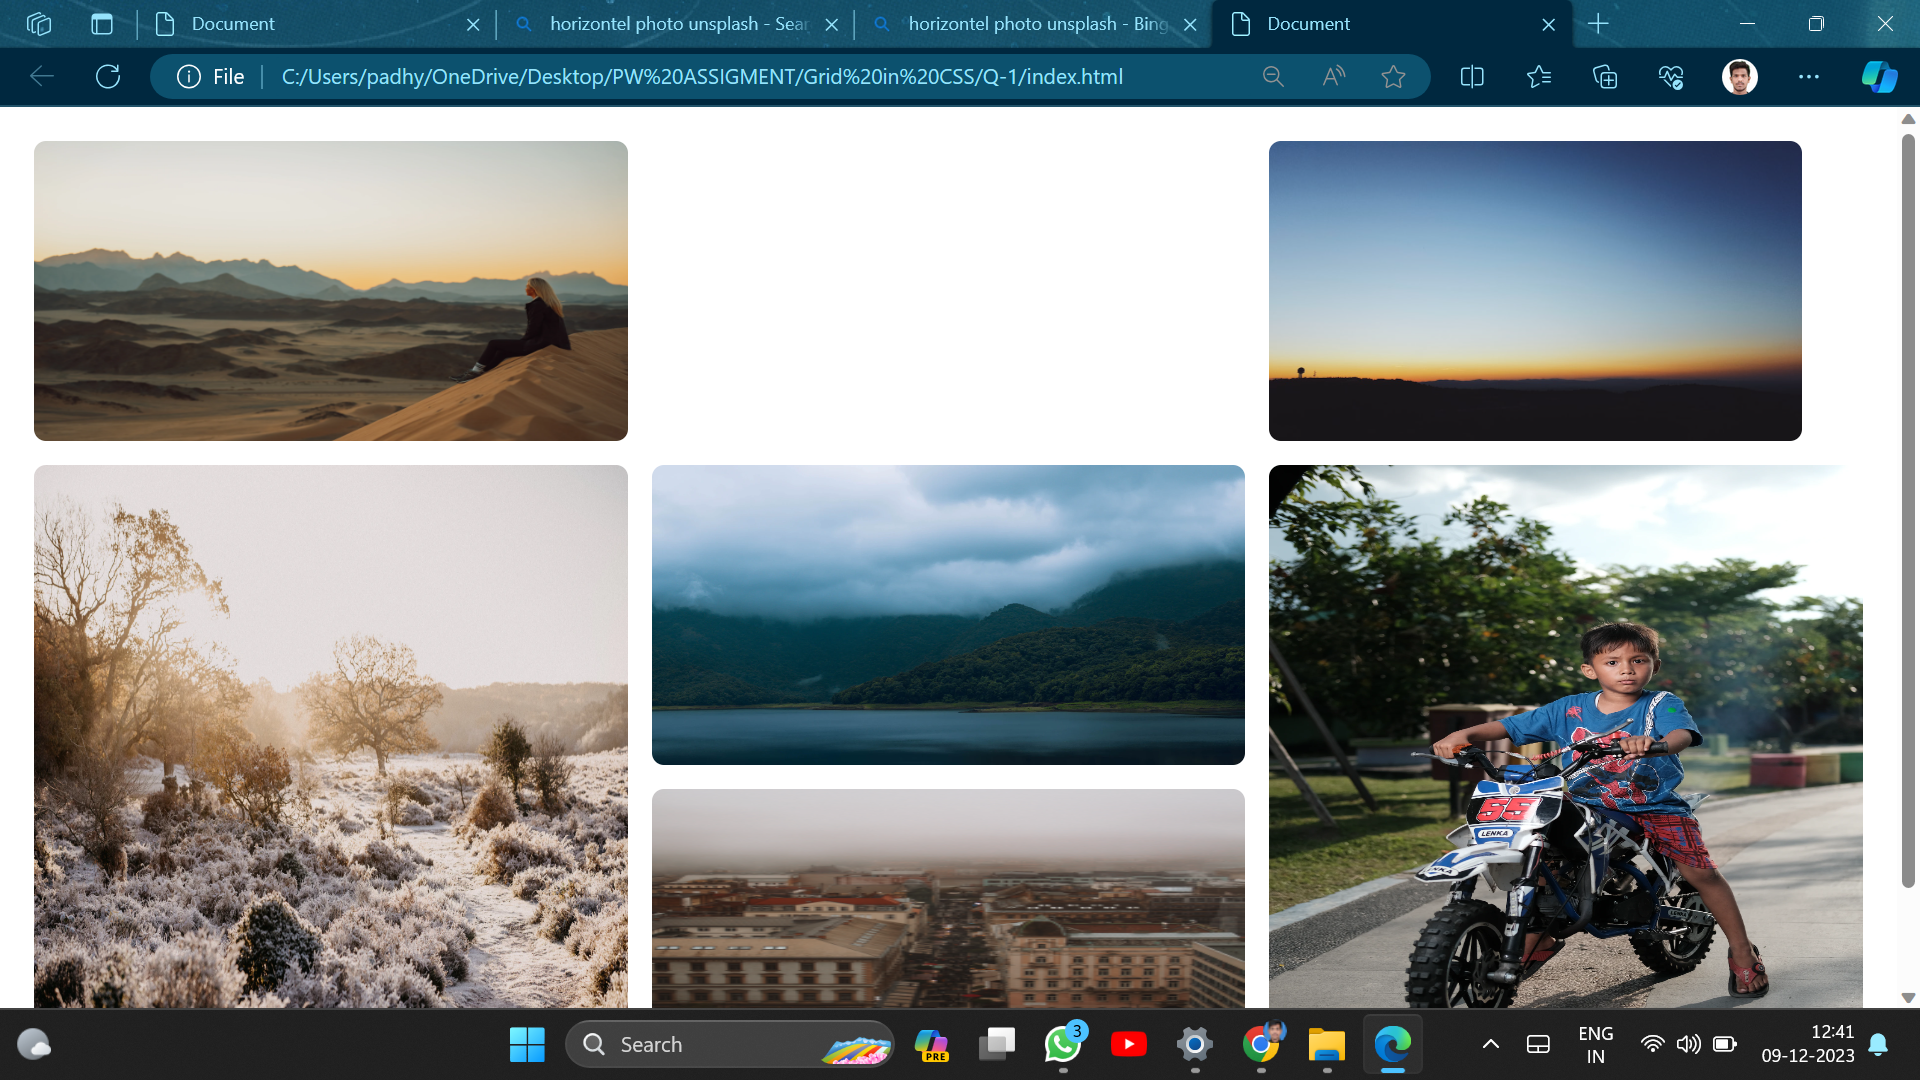 Document
horizontel photo unsplash - Sear
horizontel photo unsplash - Bing
Document
File
C:/Users/padhy/OneDrive/Desktop/PW%20ASSIGMENT/Grid%20in%20CSS/Q-1/index.html
55
LENKA
Search
PRE
3
ENG
IN
12:41
09-12-2023